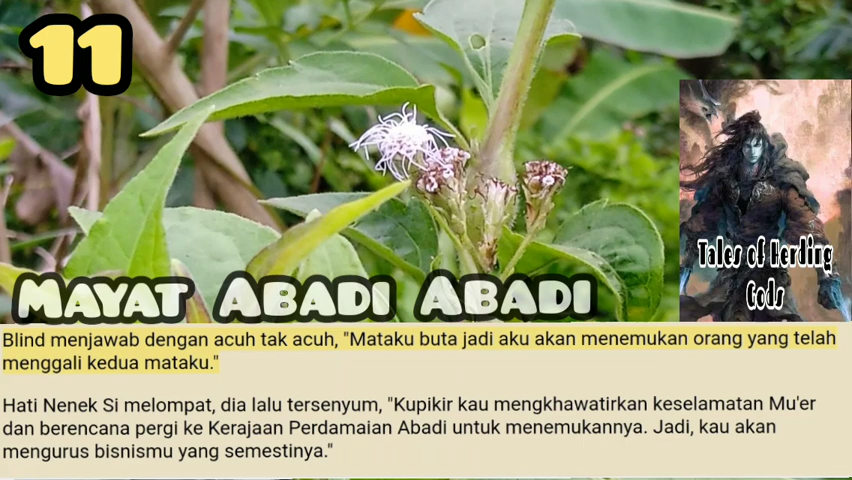 11
Tales of Herding
Gods
MAYAT ABADI ABADI
Blind menjawab dengan acuh tak acuh, "Mataku buta jadi aku akan menemukan orang yang telah
menggali kedua mataku."
Hati Nenek Si melompat, dia lalu tersenyum, "Kupikir kau mengkhawatirkan keselamatan Mu'er
dan berencana pergi ke Kerajaan Perdamaian Abadi untuk menemukannya. Jadi, kau akan
mengurus bisnismu yang semestinya."